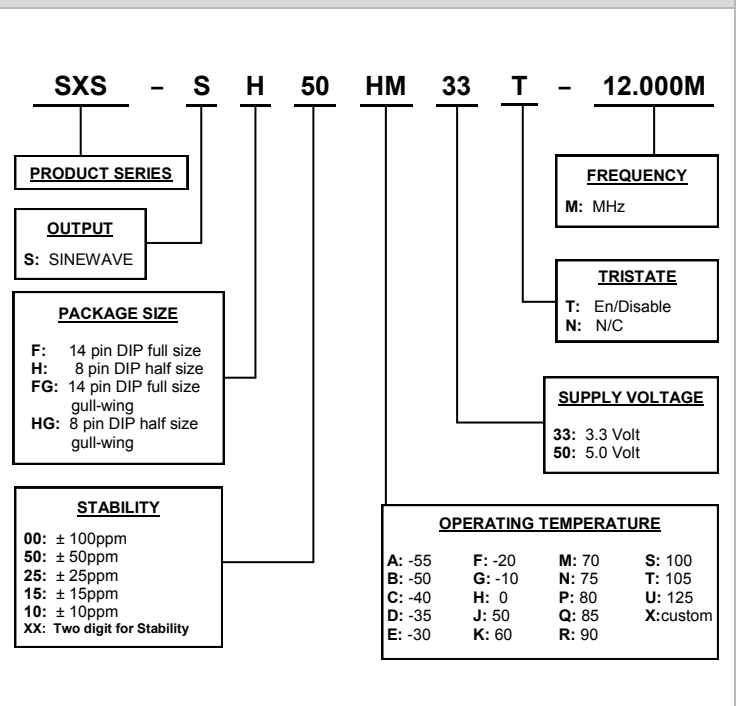 SXS – S H 50 HM 33 T – 12.000M
PRODUCT SERIES
OUTPUT
S: SINEWAVE
PACKAGE SIZE
F: 14 pin DIP full size
H: 8 pin DIP half size
FG: 14 pin DIP full size
gull-wing
HG: 8 pin DIP half size
gull-wing
STABILITY
00: ± 100ppm
50: ± 50ppm
25: ± 25ppm
15: ± 15ppm
10: ± 10ppm
XX: Two digit for Stability
FREQUENCY
M: MHz
TRISTATE
T: En/Disable
N: N/C
SUPPLY VOLTAGE
33: 3.3 Volt
50: 5.0 Volt
OPERATING TEMPERATURE
A: -55 F: -20 M: 70 S: 100
B: -50 G: -10 N: 75 T: 105
C: -40 H: 0 P: 80 U: 125
D: -35 J: 50 Q: 85 X:custom
E: -30 K: 60 R: 90